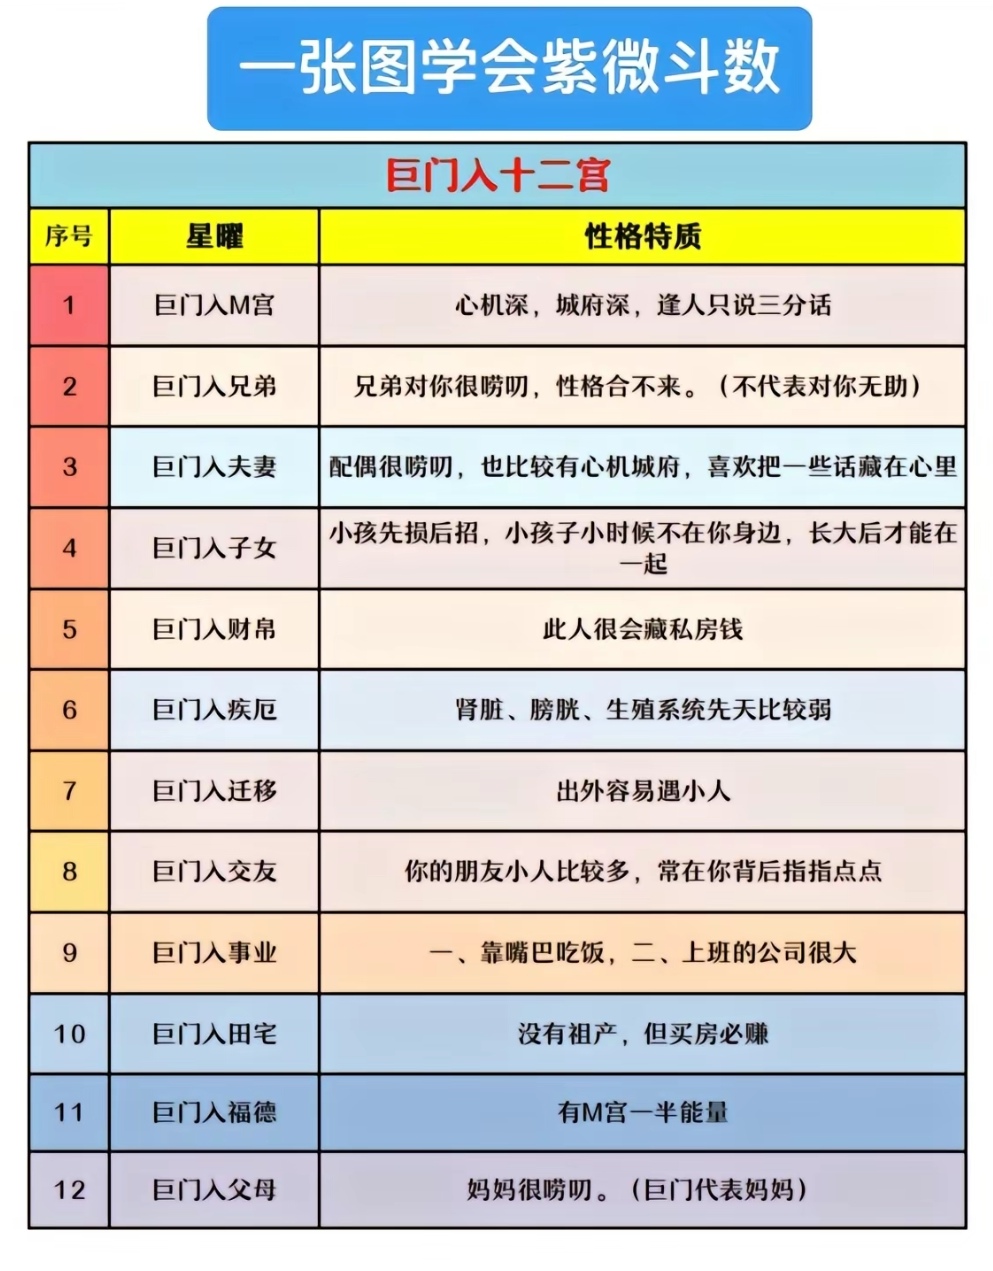 一张图学会紫微斗数
巨门入十二宫
序号 星曜 性格特质
1 巨门入M宫 心机深，城府深，逢人只说三分话
2 巨门入兄弟 兄弟对你很唠叨，性格合不来。（不代表对你无助）
3 巨门入夫妻 配偶很唠叨，也比较有心机城府，喜欢把一些话藏在心里
4 巨门入子女 小孩先损后招，小孩子小时候不在你身边，长大后才能在
一起
5 巨门入财帛 此人很会藏私房钱
6 巨门入疾厄 肾脏、膀胱、生殖系统先天比较弱
7 巨门入迁移 出外容易遇小人
8 巨门入交友 你的朋友小人比较多，常在你背后指指点点
9 巨门入事业 一、靠嘴巴吃饭，二、上班的公司很大
10 巨门入田宅 没有祖产，但买房必赚
11 巨门入福德 有M宫一半能量
12 巨门入父母 妈妈很唠叨。（巨门代表妈妈）